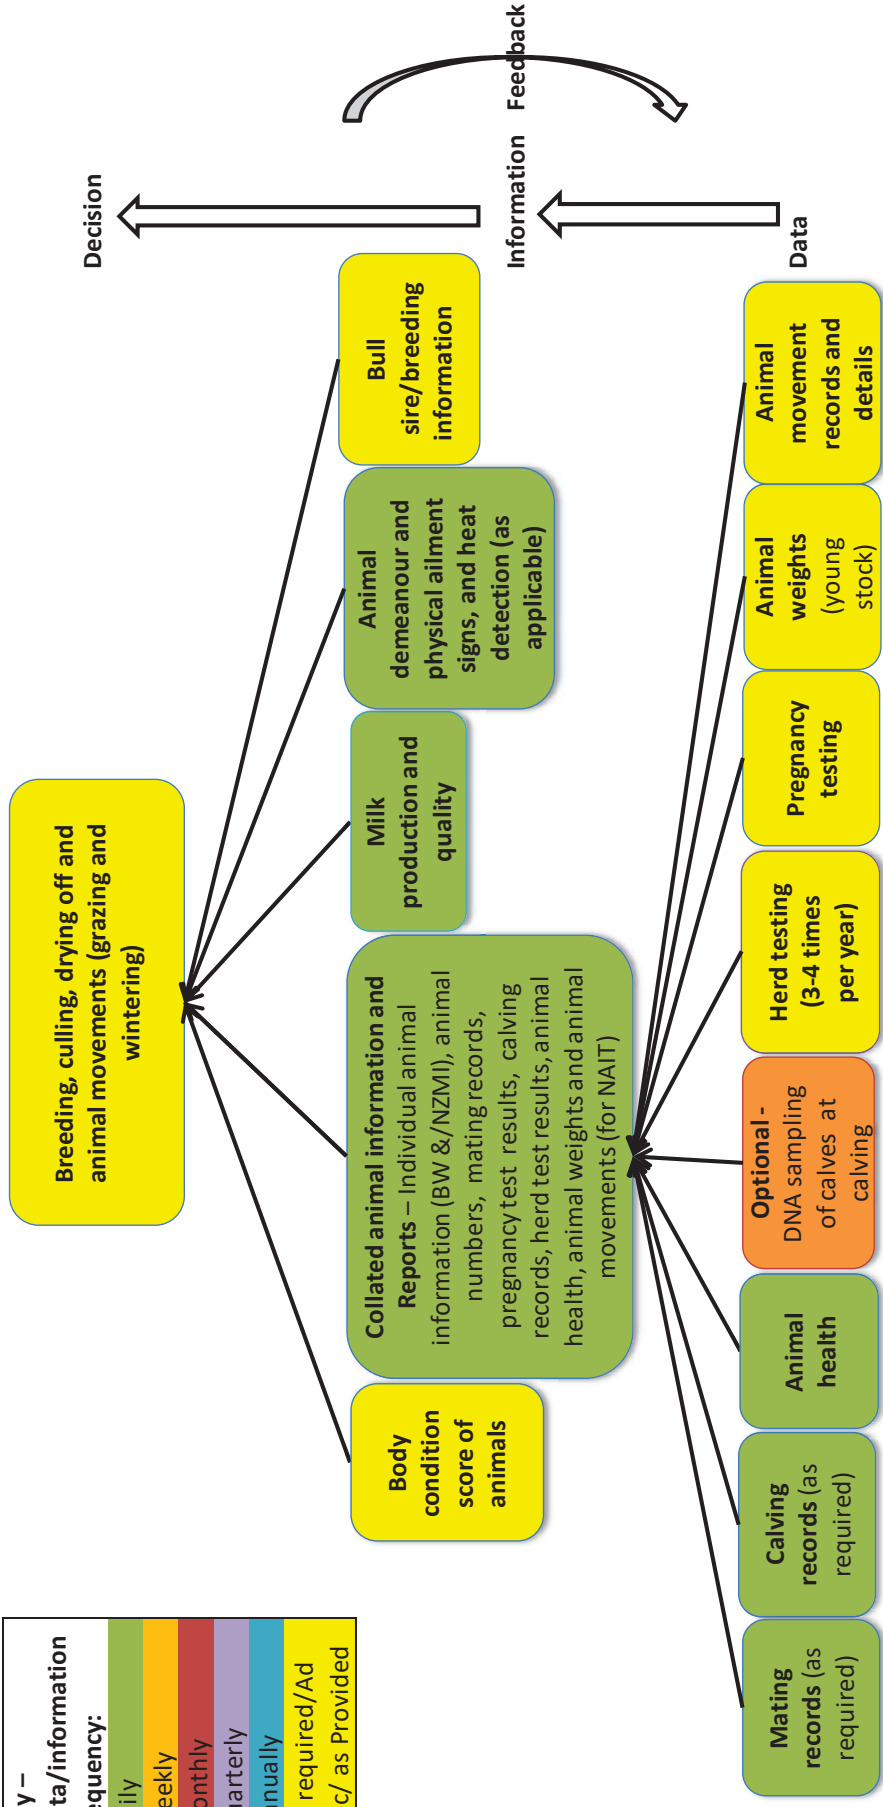 Breeding, culling, drying off and
animal movements (grazing and
wintering)
Decision
Body
condition
score of
animals
Collated animal information and
Reports – Individual animal
information (BW &/NZMI), animal
numbers, mating records,
pregnancy test results, calving
records, herd test results, animal
health, animal weights and animal
movements (for NAIT)
Milk
production and
quality
Animal
demeanour and
physical ailment
signs, and heat
detection (as
applicable)
Bull
sire/breeding
information
Information
Feedback
Mating
records (as
required)
Calving
records (as
required)
Animal
health
Optional -
DNA sampling
of calves at
calving
Herd testing
(3-4 times
per year)
Pregnancy
testing
Animal
weights
(young
stock)
Animal
movement
records and
details
Data
y –
ta/information
equency:
ily
eekly
onthly
uarterly
nnually
required/Ad
c/ as Provided